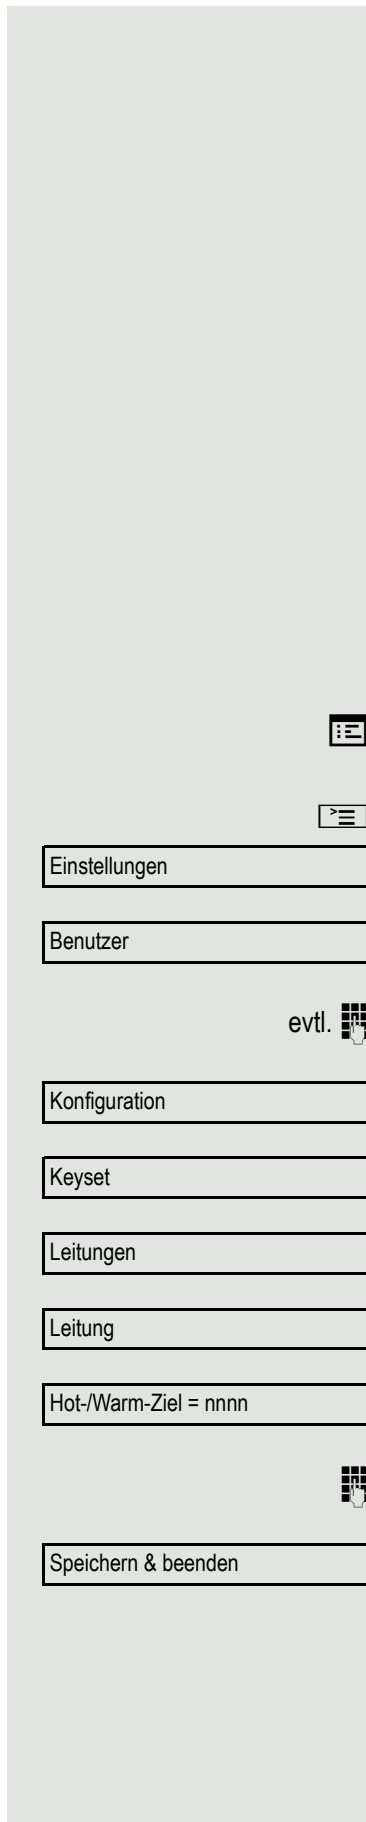 Einstellungen
Benutzer
evtl.
Konfiguration
Keyset
Leitungen
Leitung
Hot-/Warm-Ziel = nnnn
Speichern & beenden